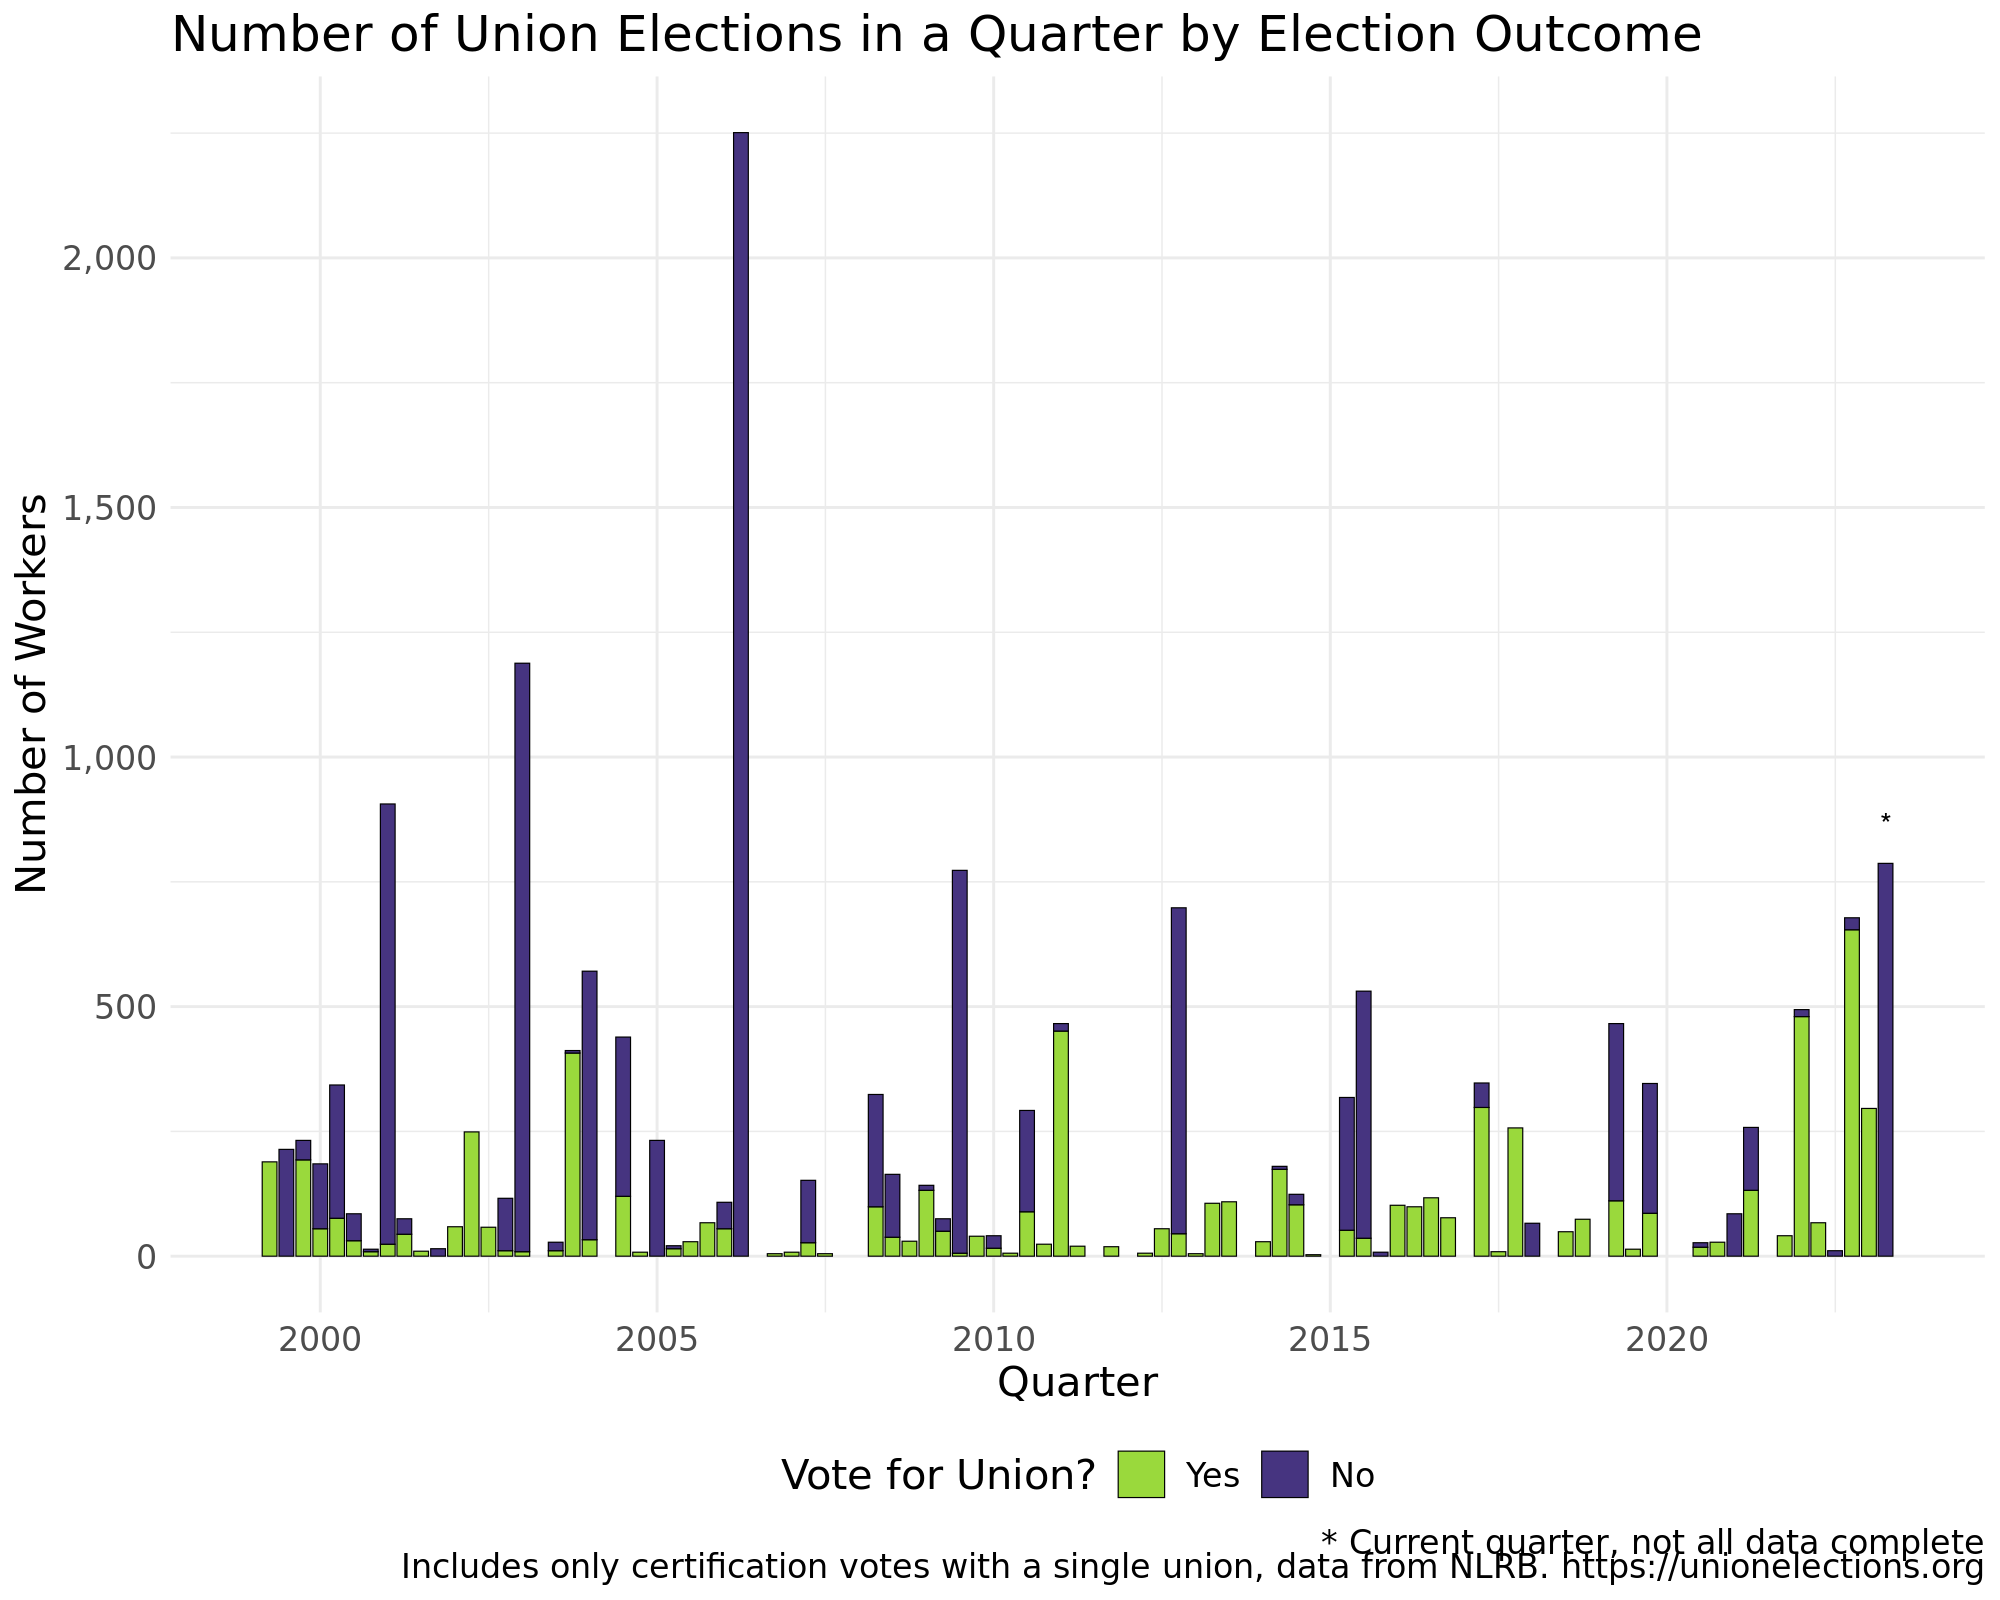 Number of Union Elections in a Quarter by Election Outcome
Number of Workers
2,000
1,500
1,000
500
0
*
2000 2005 2010 2015 2020
Quarter
Vote for Union? Yes No
* Current quarter, not all data complete
Includes only certification votes with a single union, data from NLRB. https://unionelections.org